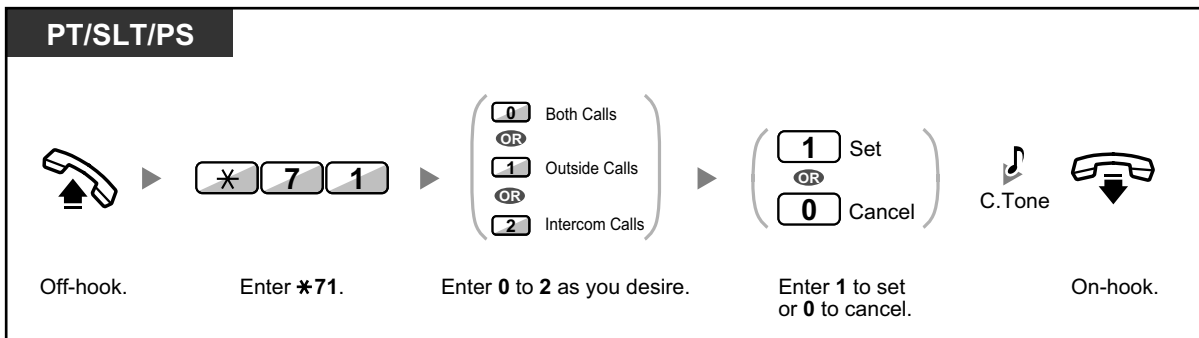 PT/SLT/PS
0 Both Calls
OR
1 Outside Calls
OR
2 Intercom Calls
1 Set
OR
0 Cancel
C.Tone
✳ 7 1
Off-hook.
Enter ✳71.
Enter 0 to 2 as you desire.
Enter 1 to set
or 0 to cancel.
On-hook.